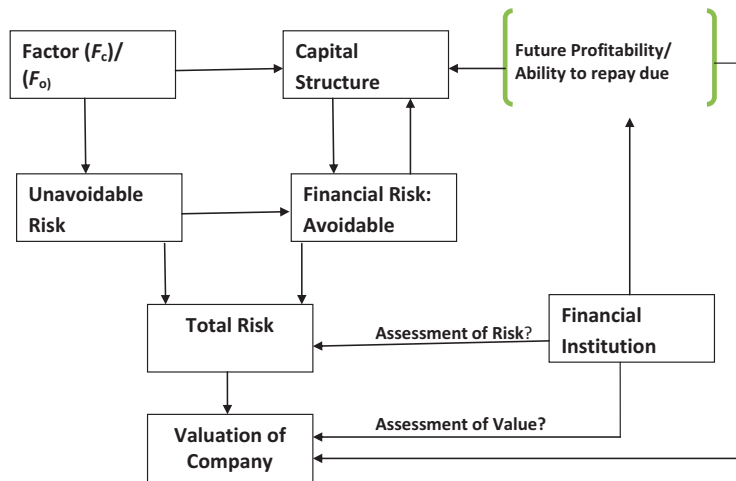 Factor (Fc)/
(Fo)
Capital
Structure
Future Profitability/
Ability to repay due
Unavoidable
Risk
Financial Risk:
Avoidable
Total Risk
Assessment of Risk?
Financial
Institution
Valuation of
Company
Assessment of Value?